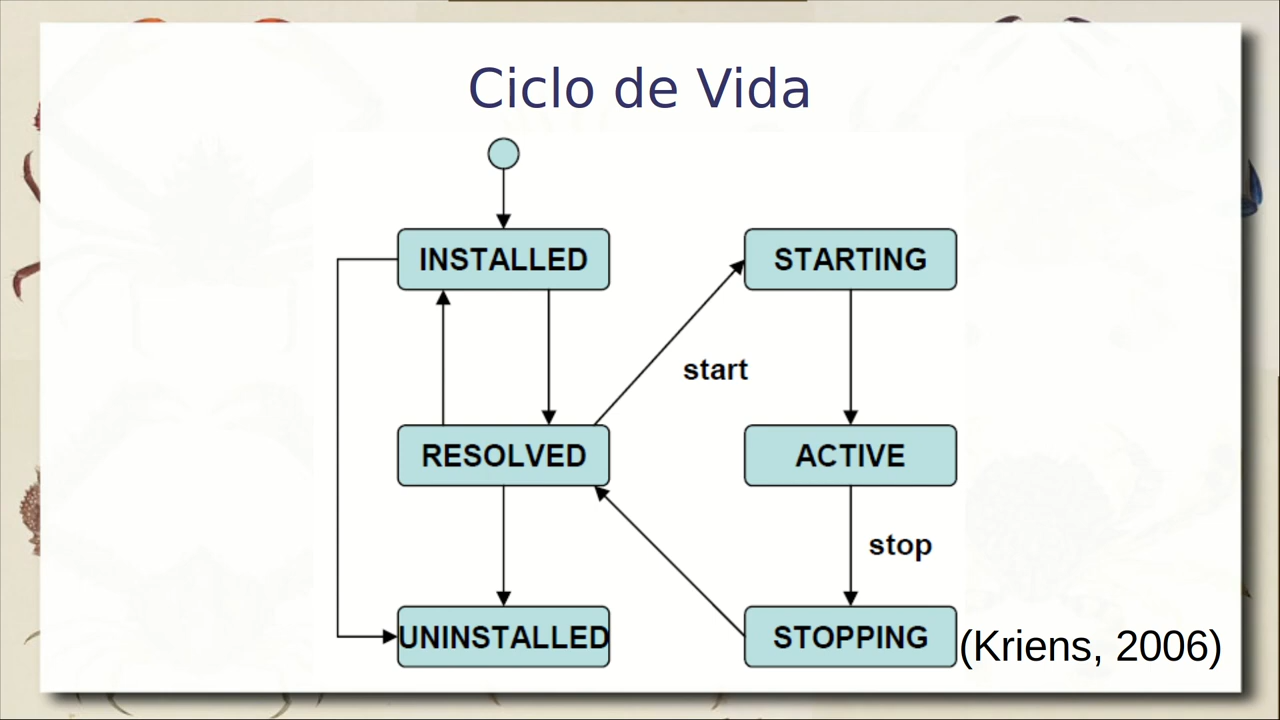 Ciclo de Vida
INSTALLED
STARTING
start
RESOLVED
ACTIVE
stop
UNINSTALLED
STOPPING
(Kriens, 2006)